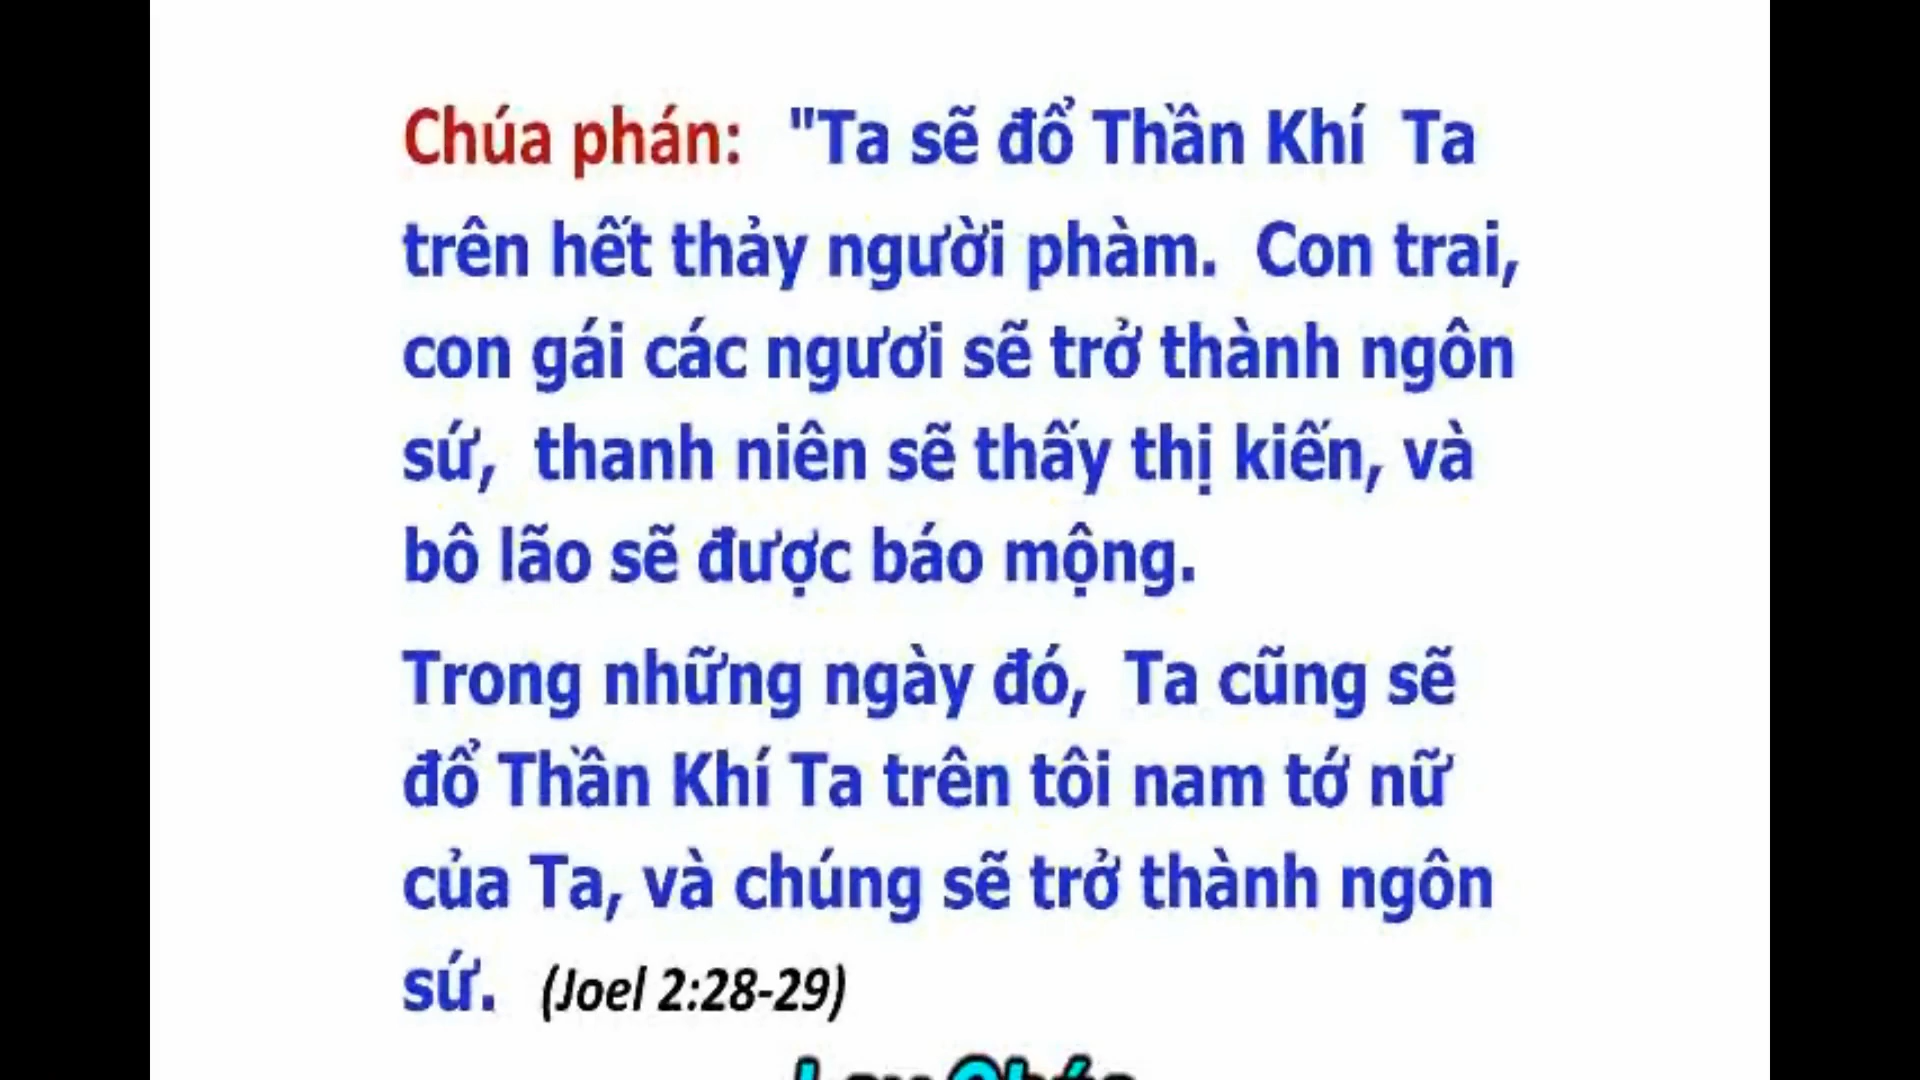 Chúa phán: "Ta sẽ đổ Thần Khí Ta
trên hết thảy người phàm. Con trai,
con gái các ngươi sẽ trở thành ngôn
sứ, thanh niên sẽ thấy thị kiến, và
bô lão sẽ được báo mộng.
Trong những ngày đó, Ta cũng sẽ
đổ Thần Khí Ta trên tôi nam tớ nữ
của Ta, và chúng sẽ trở thành ngôn
sứ. (Joel 2:28-29)